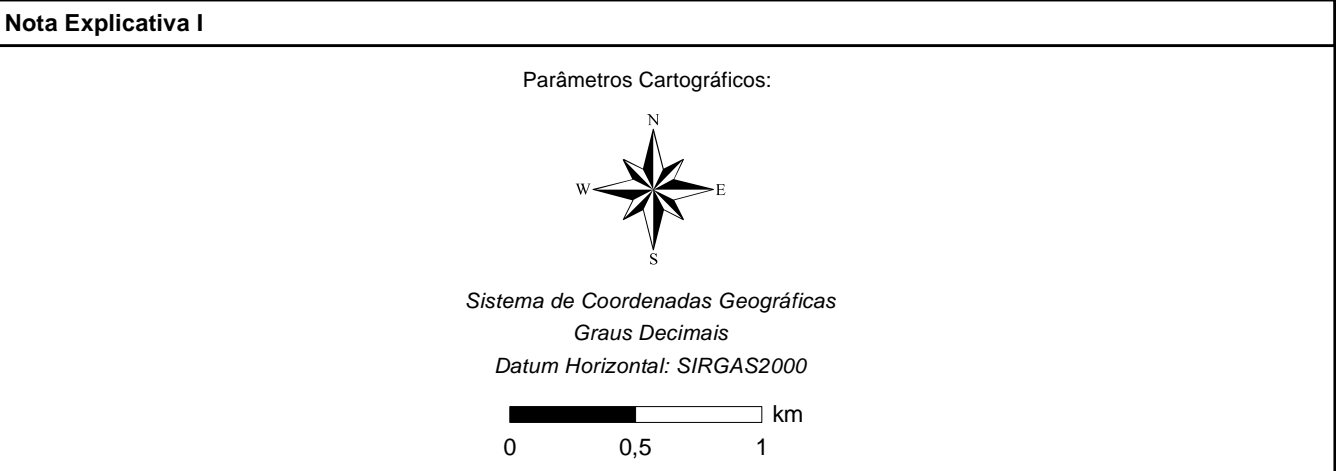 Nota Explicativa I
Parâmetros Cartográficos:
N
W E
S
Sistema de Coordenadas Geográficas
Graus Decimais
Datum Horizontal: SIRGAS2000
km
0 0,5 1